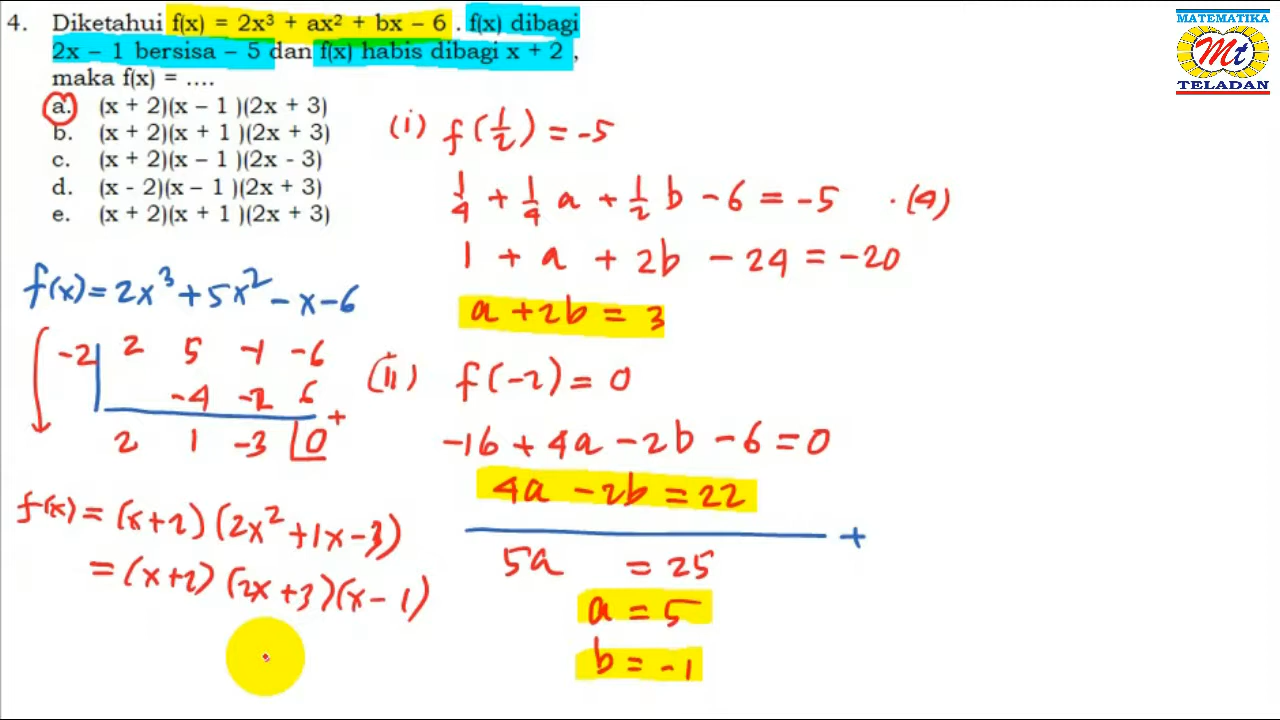 4. Diketahui f(x) = 2x³ + ax² + bx – 6 . f(x) dibagi
2x – 1 bersisa – 5 dan f(x) habis dibagi x + 2 ,
maka f(x) = ....
a. (x + 2)(x – 1 )(2x + 3)
b. (x + 2)(x + 1 )(2x + 3)
c. (x + 2)(x – 1 )(2x - 3)
d. (x - 2)(x – 1 )(2x + 3)
e. (x + 2)(x + 1 )(2x + 3)
MATEMATIKA
Mt
TELADAN
(i) f(1/2) = -5
1/4 + 1/4 a + 1/2 b - 6 = -5 .(4)
1 + a + 2b - 24 = -20
a + 2b = 3
(ii) f(-2) = 0
-16 + 4a - 2b - 6 = 0
4a - 2b = 22
+
5a = 25
a = 5
b = -1
f(x) = 2x³ + 5x² - x - 6
-2 2 5 -1 -6
-4 -2 6
+
2 1 -3 0
f(x) = (x+2) (2x² + 1x - 3)
= (x+2) (2x + 3)(x - 1)